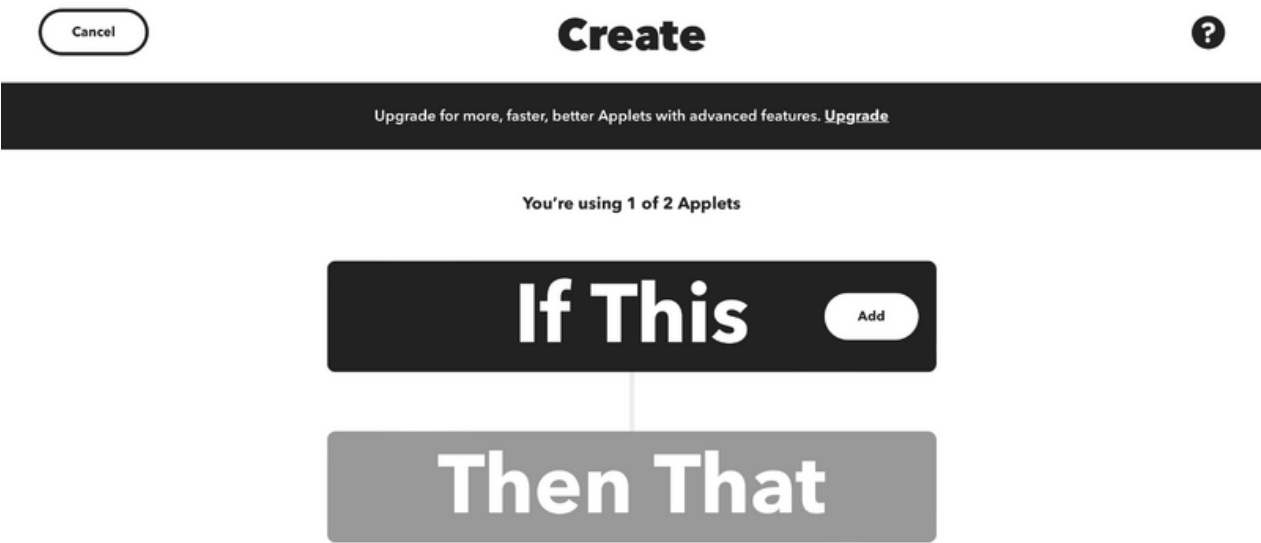 Cancel
Create
?
Upgrade for more, faster, better Applets with advanced features. Upgrade
You’re using 1 of 2 Applets
If This
Add
Then That